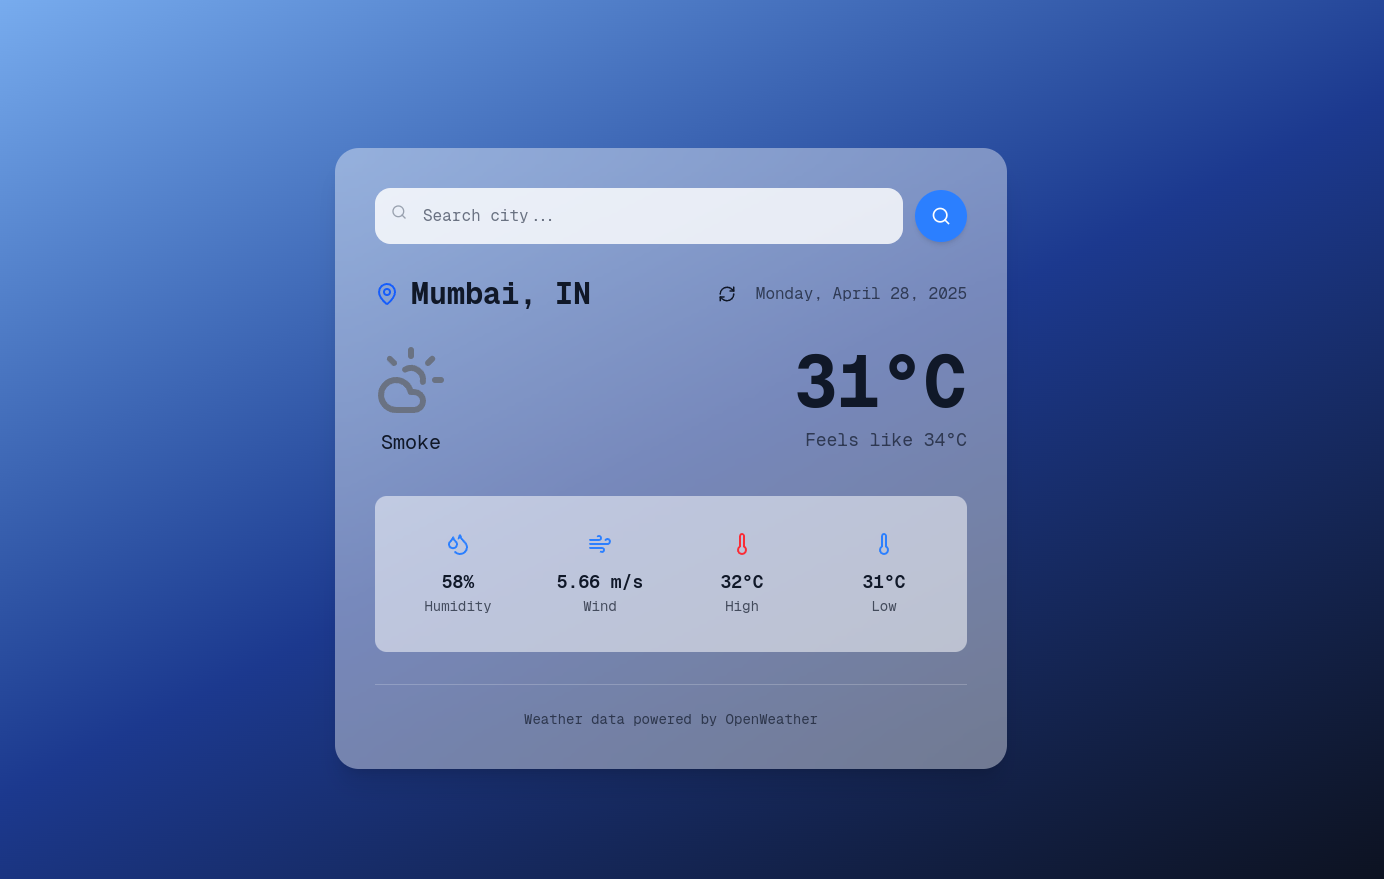 Search city...
Mumbai, IN
Monday, April 28, 2025
31°C
Feels like 34°C
Smoke
58%
Humidity
5.66 m/s
Wind
32°C
High
31°C
Low
Weather data powered by OpenWeather